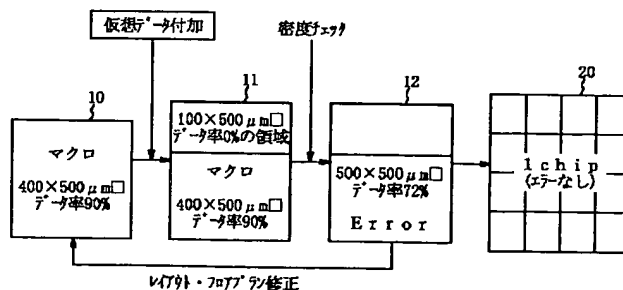 仮想ﾃﾞｰﾀ付加
密度ﾁｪｯｸ
10
マクロ
400×500μm□
ﾃﾞｰﾀ率90%
11
100×500μm□
ﾃﾞｰﾀ率0%の領域
マクロ
400×500μm□
ﾃﾞｰﾀ率90%
12
500×500μm□
ﾃﾞｰﾀ率72%
Error
20
1chip
(ｴﾗｰなし)
ﾚｲｱｳﾄ・ﾌﾛｱﾌﾟﾗﾝ修正